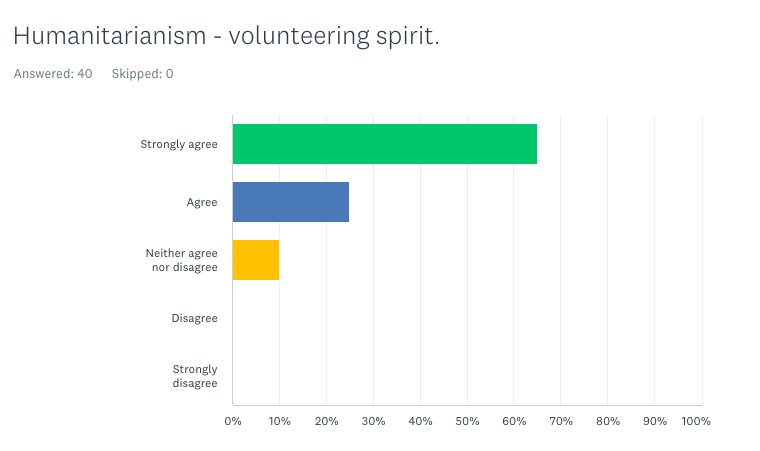 Humanitarianism - volunteering spirit.
Answered: 40 Skipped: 0
Strongly agree
Agree
Neither agree
nor disagree
Disagree
Strongly
disagree
0% 10% 20% 30% 40% 50% 60% 70% 80% 90% 100%